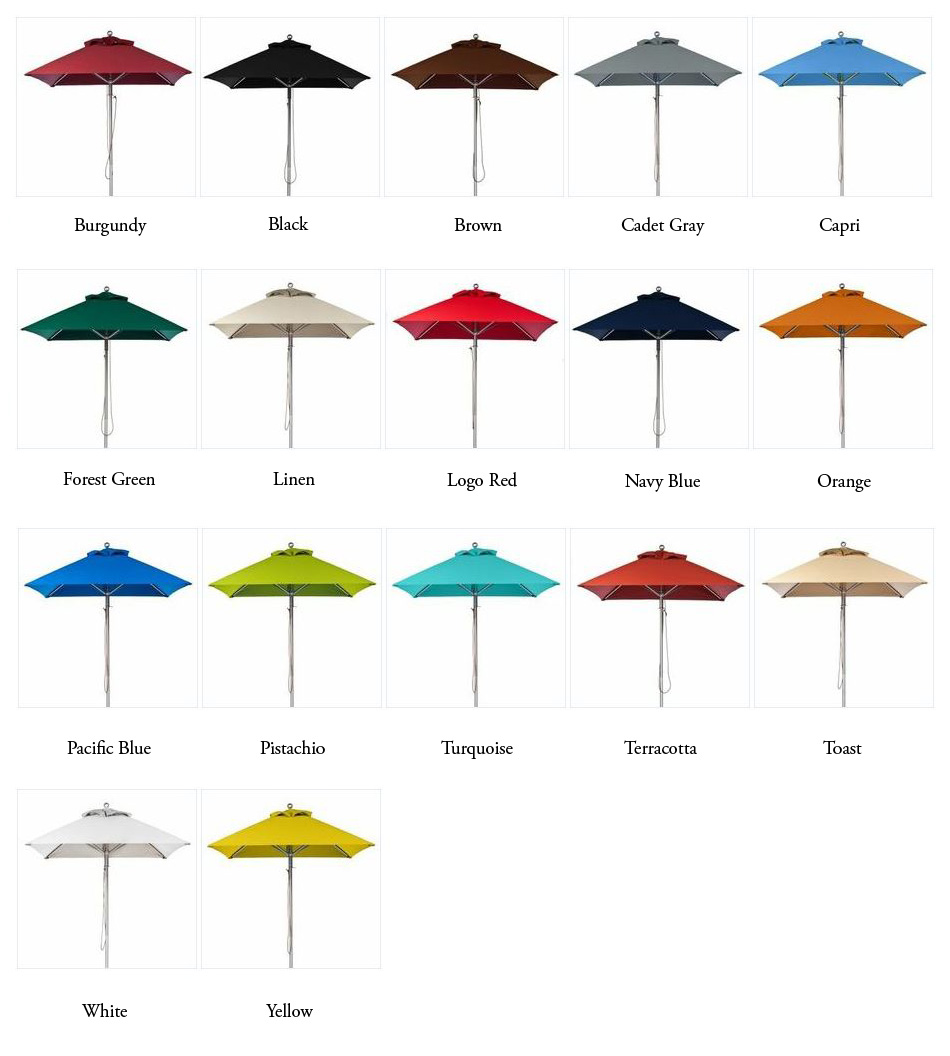 Burgundy
Black
Brown
Cadet Gray
Capri
Forest Green
Linen
Logo Red
Navy Blue
Orange
Pacific Blue
Pistachio
Turquoise
Terracotta
Toast
White
Yellow